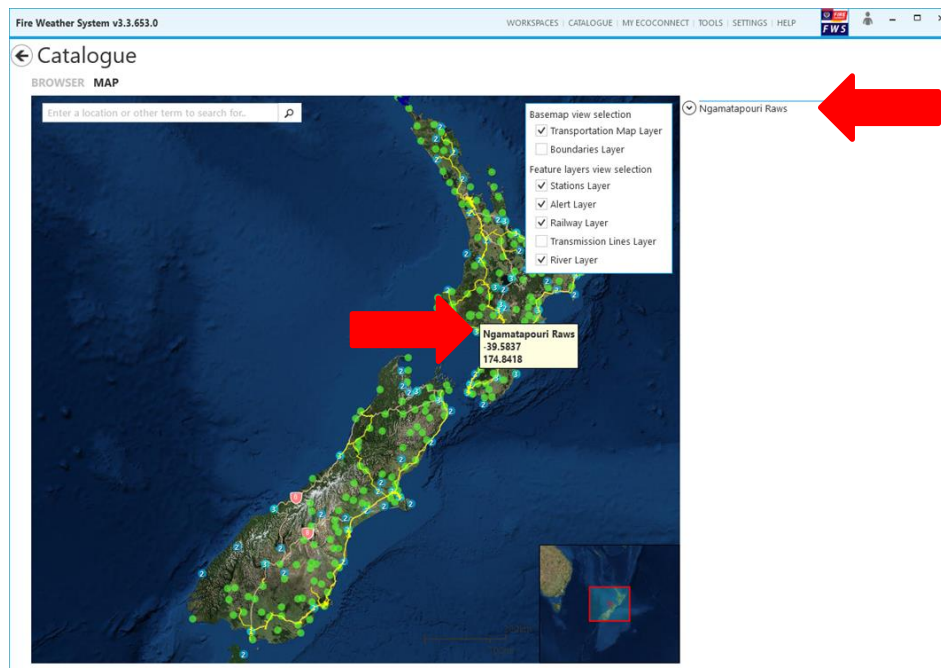 Fire Weather System v3.3.653.0
WORKSPACES | CATALOGUE | MY ECOCONNECT | TOOLS | SETTINGS | HELP
FIRE
FWS
Catalogue
BROWSER MAP
Enter a location or other term to search for..
Basemap view selection
Transportation Map Layer
Boundaries Layer
Feature layers view selection
Stations Layer
Alert Layer
Railway Layer
Transmission Lines Layer
River Layer
Ngamatapouri Raws
Ngamatapouri Raws
-39.5837
174.8418